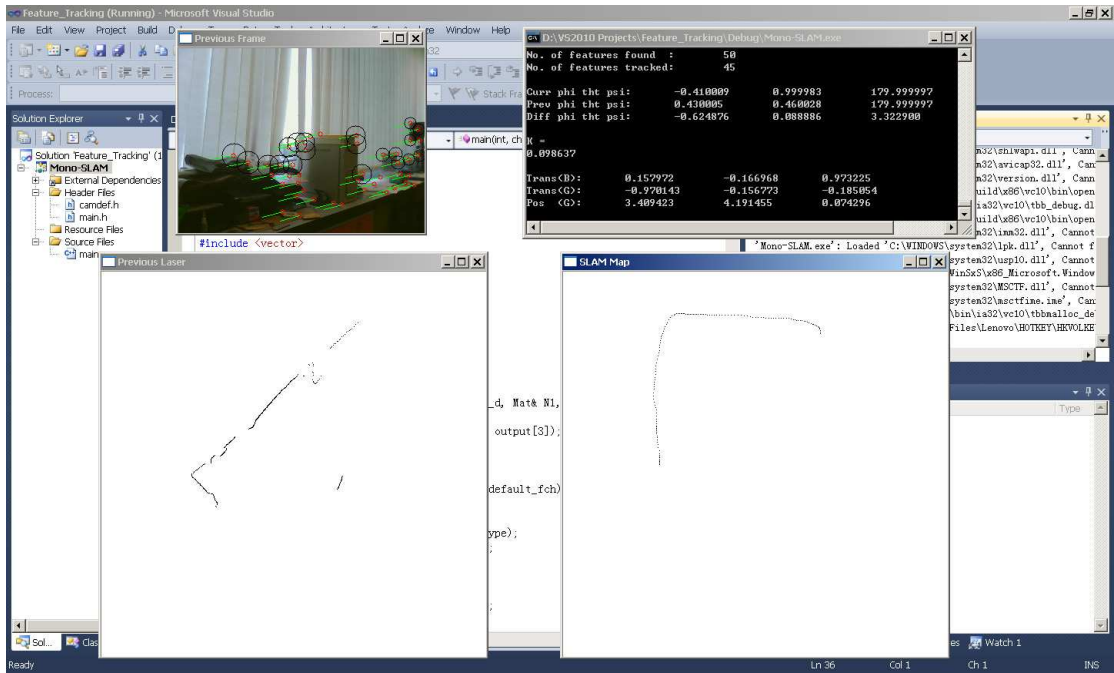 Feature_Tracking (Running) - Microsoft Visual Studio
File Edit View Project Build
Window Help
Process:
Stack Fra
Previous Frame
D:\VS2010 Projects\Feature_Tracking\Debug\Mono-SLAM.exe
No. of features found : 50
No. of features tracked: 45
Curr phi tht psi: -0.410009 0.999983 179.999997
Prev phi tht psi: 0.430005 0.460028 179.999997
Diff phi tht psi: -0.624876 0.088886 3.322900
K =
0.098637
Trans(B): 0.157972 -0.166968 0.973225
Trans(G): -0.970143 -0.156773 -0.185054
Pos (G): 3.409423 4.191455 0.074296
Solution Explorer
Solution 'Feature_Tracking' (1
Mono-SLAM
External Dependencies
Header Files
camdef.h
main.h
Resource Files
Source Files
main
main(int, ch
#include <vector>
m32\shlwapi.dll', Cann
m32\avicap32.dll', Can
m32\version.dll', Cannot
uild\x86\vc10\bin\open
\ia32\vc10\tbb_debug.dl
uild\x86\vc10\bin\open
m32\imm32.dll', Cannot
'Mono-SLAM.exe': Loaded 'C:\WINDOWS\system32\lpk.dll', Cannot f
system32\usp10.dll', Cannot
WinSxS\x86_Microsoft.Window
system32\MSCTF.dll', Cannot
system32\msctfime.ime', Can
\bin\ia32\vc10\tbbmalloc_de
Files\Lenovo\HOTKEY\HKVOLKE
Previous Laser
SLAM Map
_d, Mat& N1,
output[3]);
default_fch)
ype);
;
;
Type
Sol... Clas
es Watch 1
Ready Ln 36 Col 1 Ch 1 INS